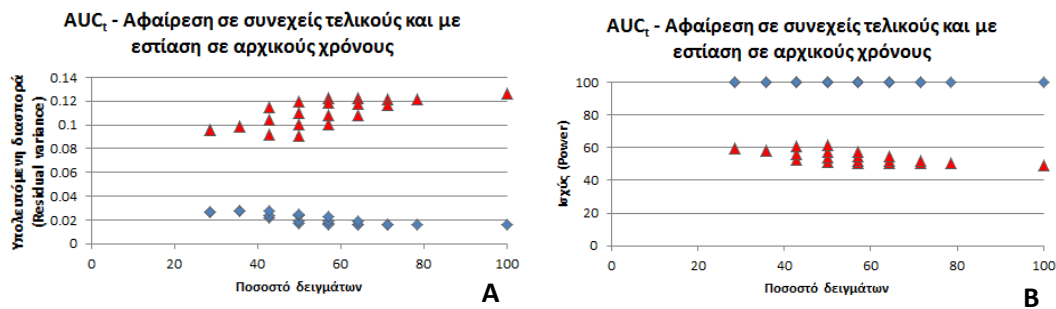 AUCt - Αφαίρεση σε συνεχείς τελικούς και με
εστίαση σε αρχικούς χρόνους
Υπολειπόμενη διασπορά
(Residual variance)
0.14
0.12
0.1
0.08
0.06
0.04
0.02
0
0 20 40 60 80 100
Ποσοστό δειγμάτων
A
AUCt - Αφαίρεση σε συνεχείς τελικούς και με
εστίαση σε αρχικούς χρόνους
Ισχύς (Power)
100
80
60
40
20
0
0 20 40 60 80 100
Ποσοστό δειγμάτων
B